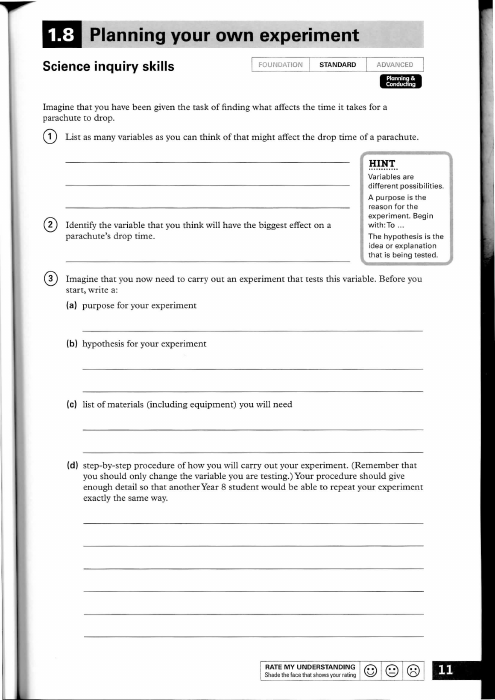 1.8 Planning your own experiment
Science inquiry skills
FOUNDATION STANDARD ADVANCED
Planning &
Conducting
Imagine that you have been given the task of finding what affects the time it takes for a
parachute to drop.
1 List as many variables as you can think of that might affect the drop time of a parachute.
HINT
Variables are
different possibilities.
A purpose is the
reason for the
experiment. Begin
with: To ...
The hypothesis is the
idea or explanation
that is being tested.
2 Identify the variable that you think will have the biggest effect on a
parachute's drop time.
3 Imagine that you now need to carry out an experiment that tests this variable. Before you
start, write a:
(a) purpose for your experiment
(b) hypothesis for your experiment
(c) list of materials (including equipment) you will need
(d) step-by-step procedure of how you will carry out your experiment. (Remember that
you should only change the variable you are testing.) Your procedure should give
enough detail so that another Year 8 student would be able to repeat your experiment
exactly the same way.
RATE MY UNDERSTANDING
Shade the face that shows your rating
11